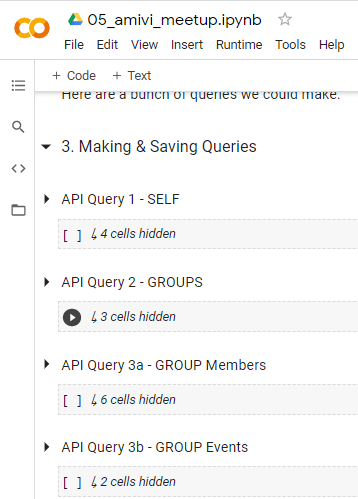 05_amivi_meetup.ipynb
File Edit View Insert Runtime Tools Help
+ Code + Text
Here are a bunch of queries we could make.
3. Making & Saving Queries
API Query 1 - SELF
[ ] ↳ 4 cells hidden
API Query 2 - GROUPS
↳ 3 cells hidden
API Query 3a - GROUP Members
[ ] ↳ 6 cells hidden
API Query 3b - GROUP Events
[ ] ↳ 2 cells hidden